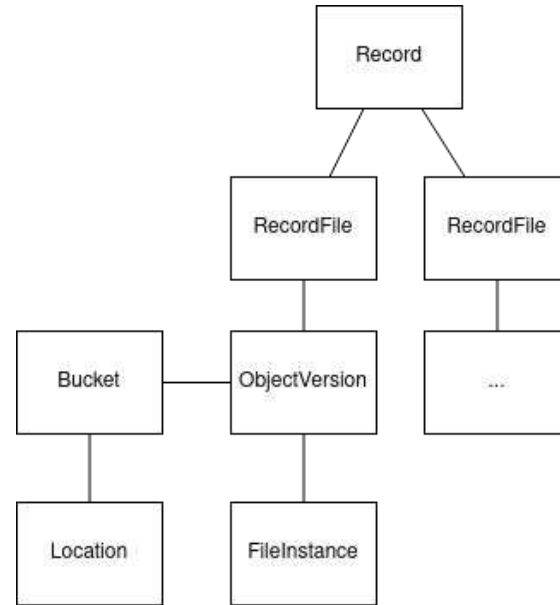 Record
RecordFile
RecordFile
Bucket
ObjectVersion
...
Location
FileInstance